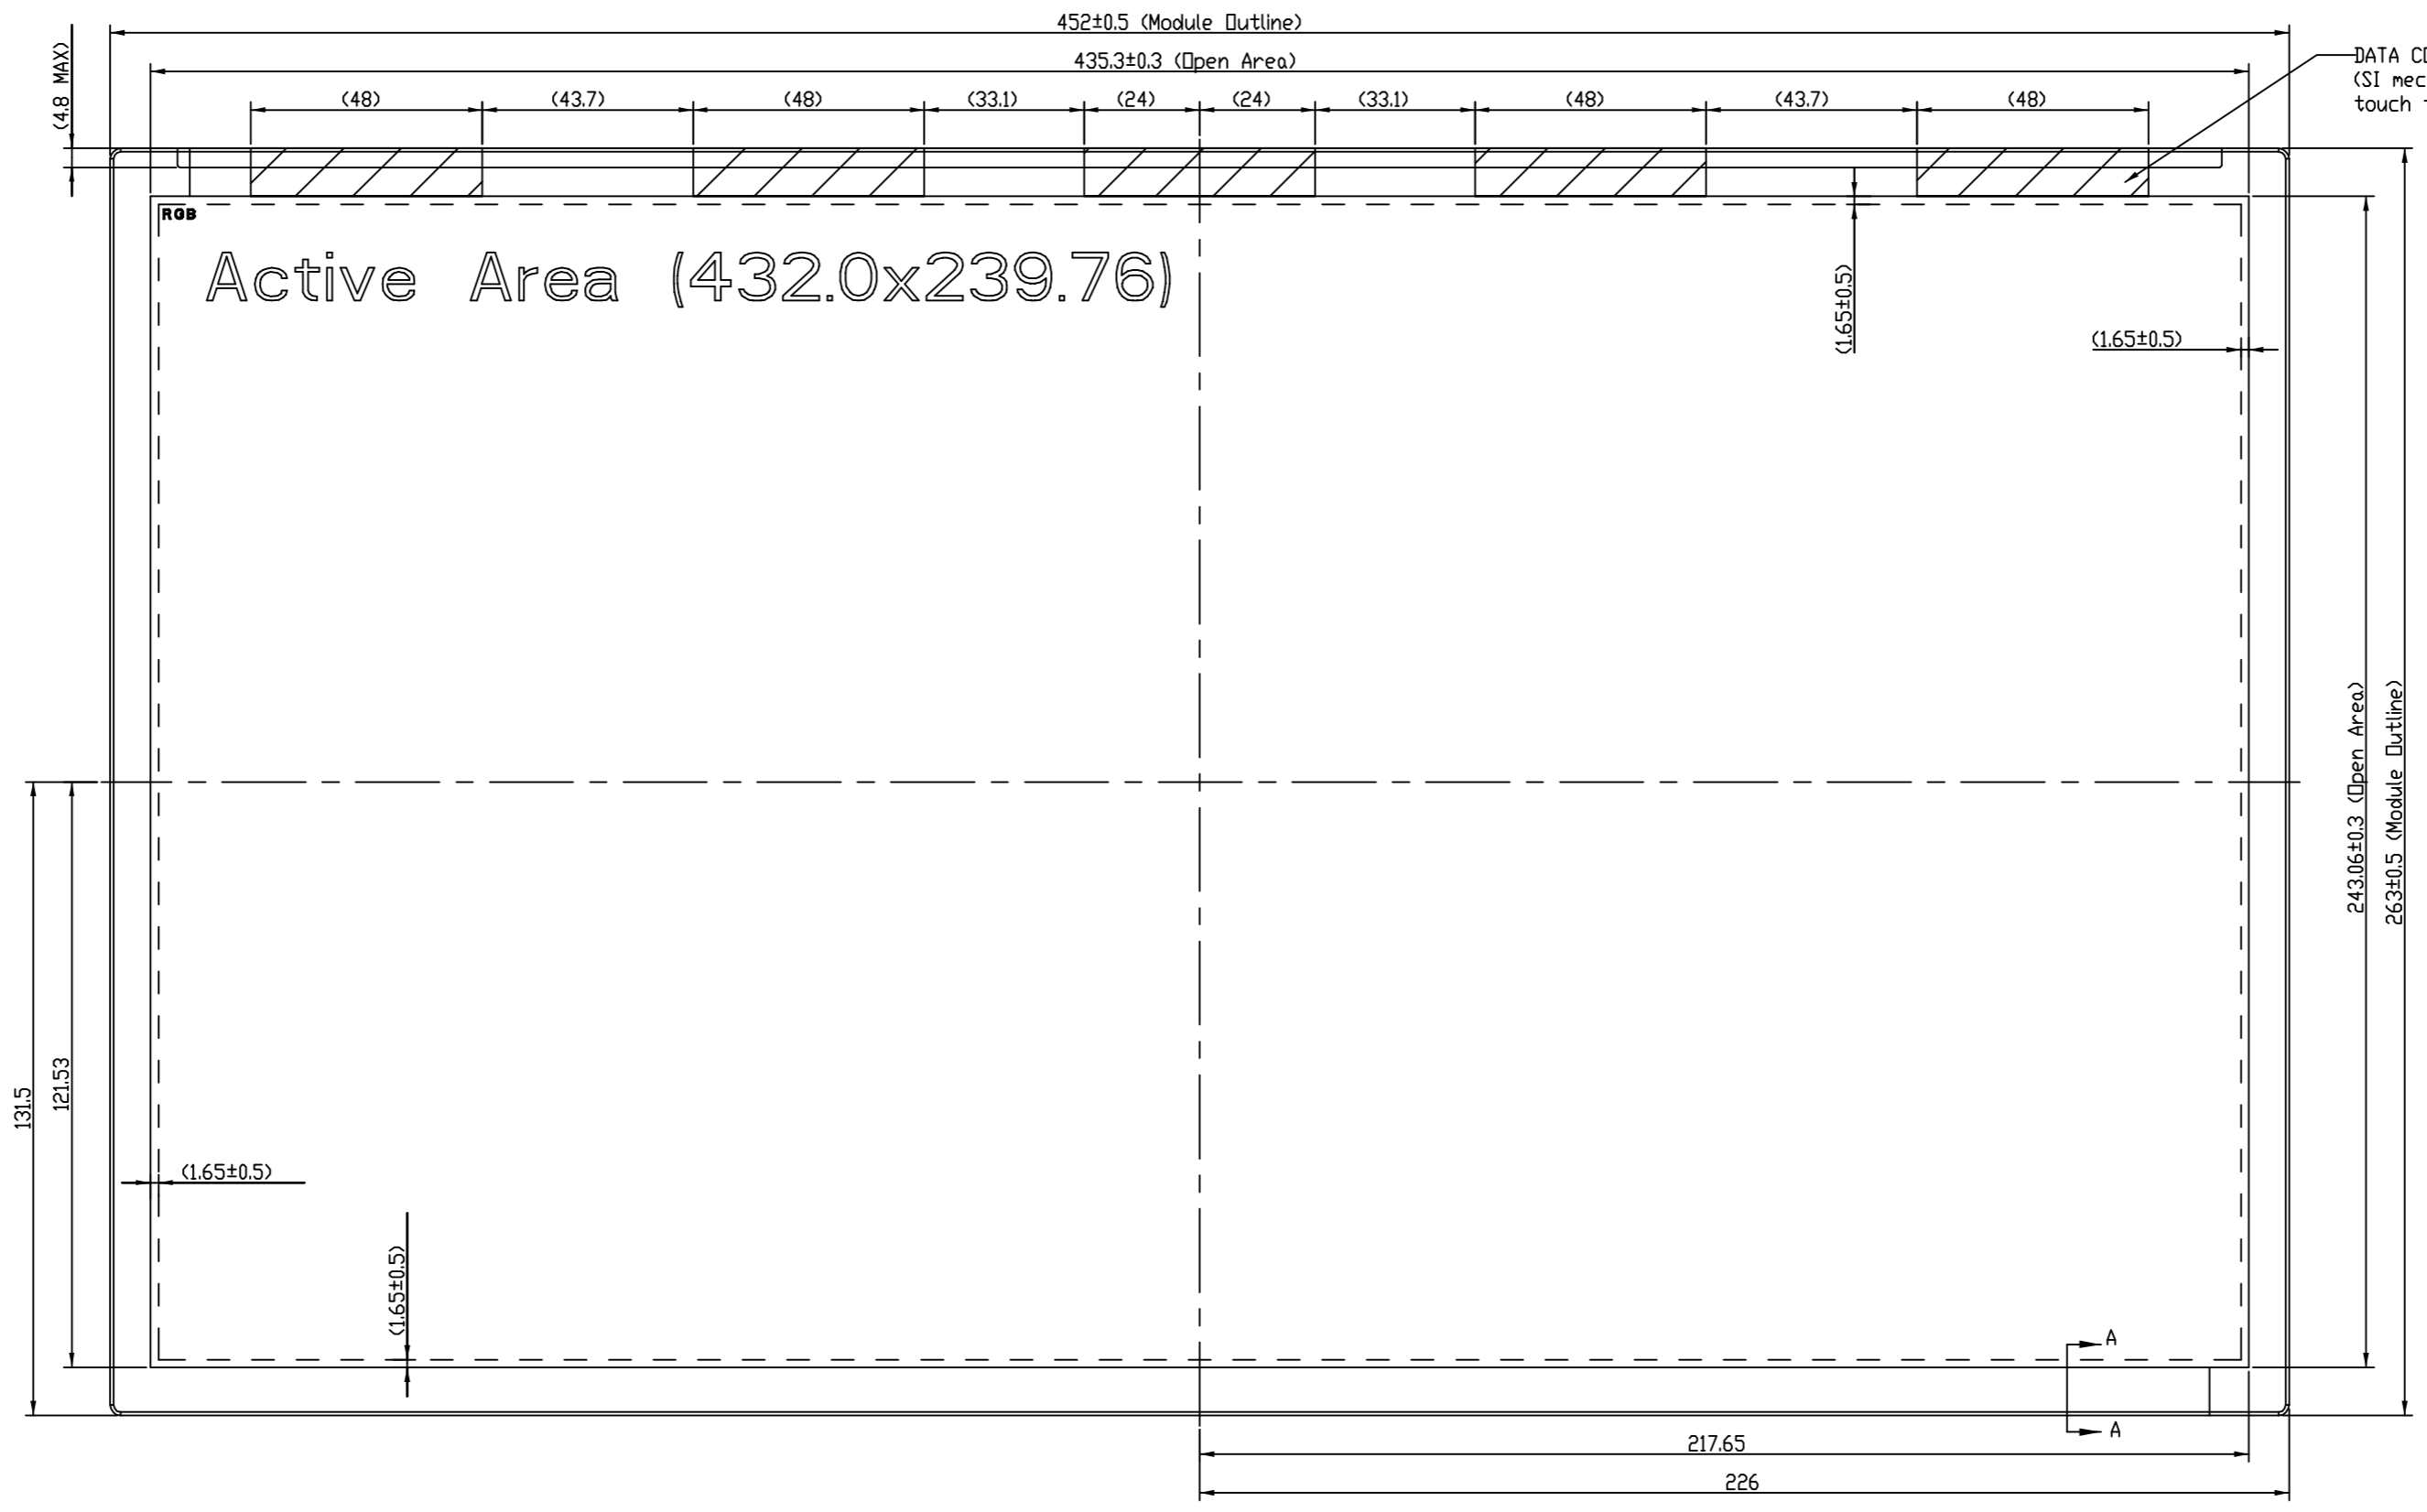 452±0.5 (Module Outline)
435.3±0.3 (Open Area)
DATA
(SI
touch
(4.8 MAX)
(48) (43.7) (48) (33.1) (24) (24) (33.1) (48) (43.7) (48)
RGB
Active Area (432.0x239.76)
(1.65±0.5)
(1.65±0.5)
243.06±0.3 (Open Area)
263±0.5 (Module Outline)
131.5
121.53
(1.65±0.5)
(1.65±0.5)
A
A
217.65
226